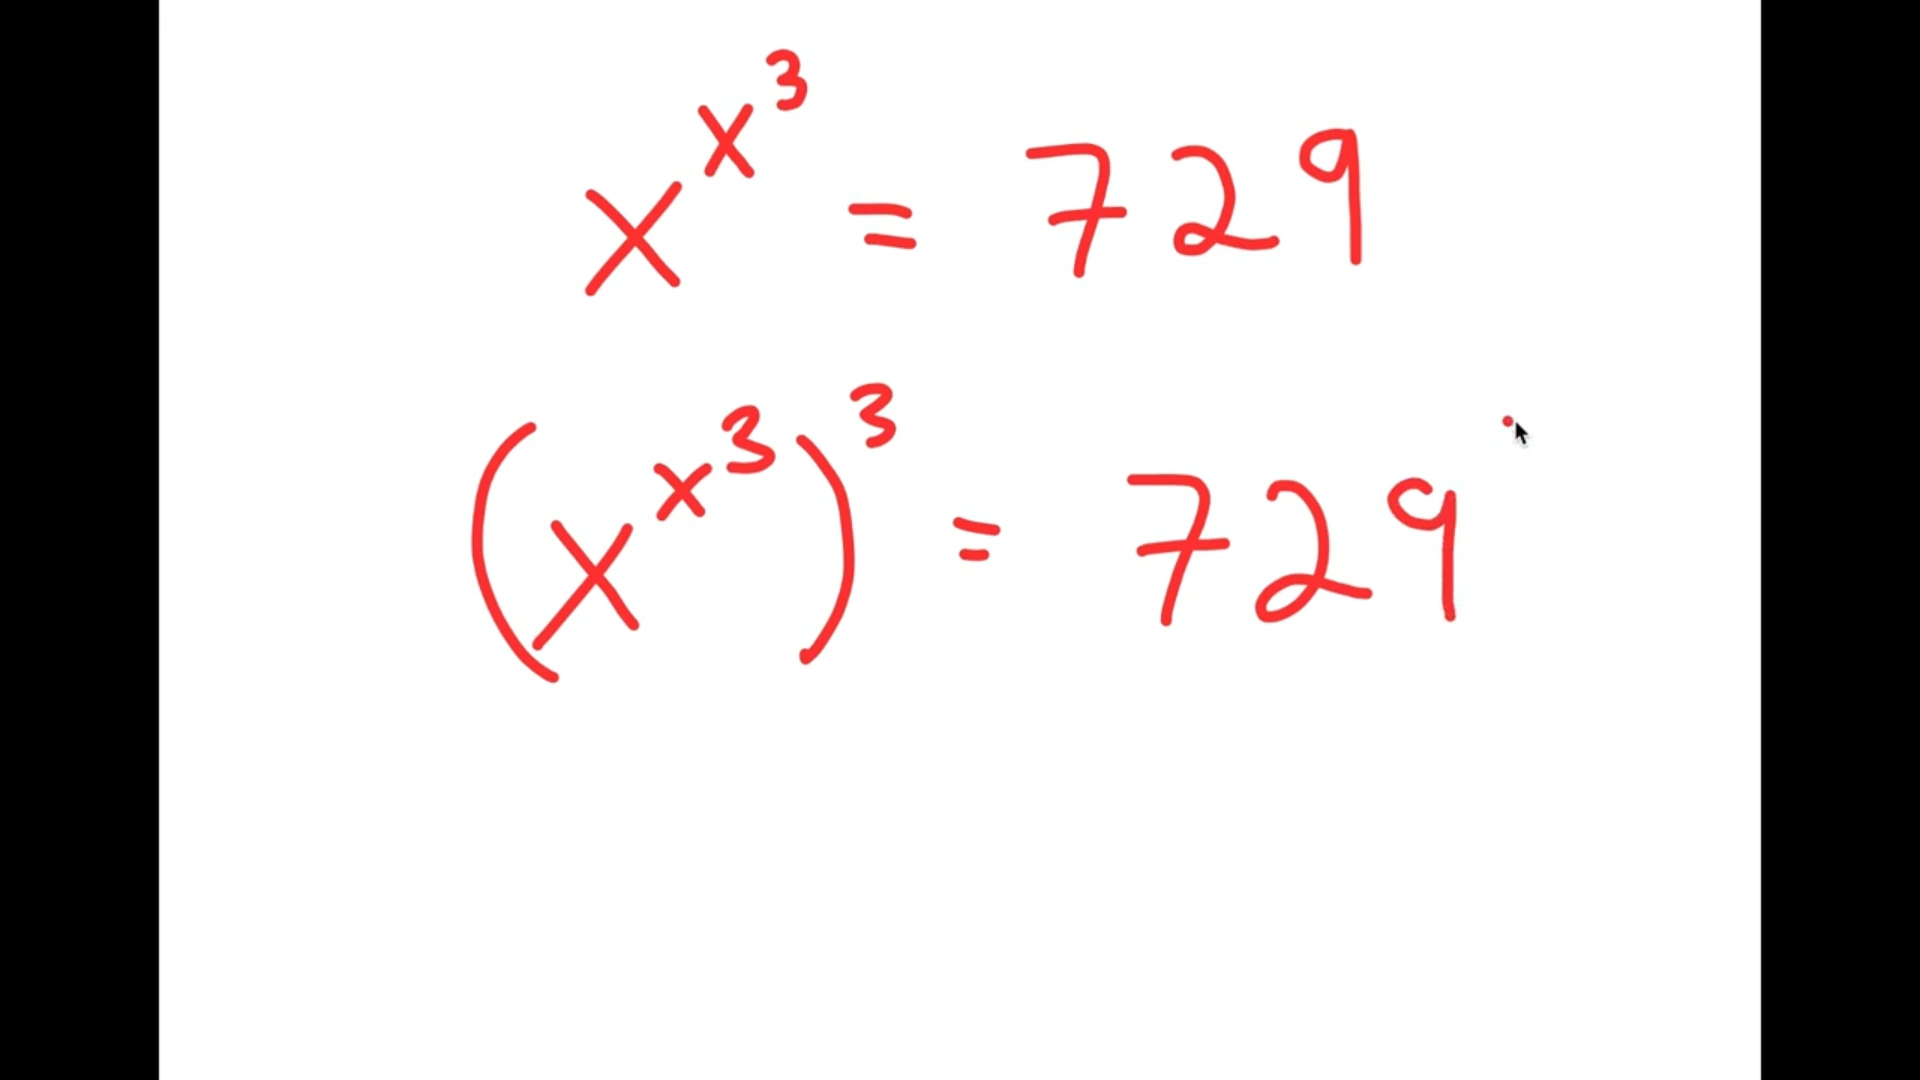 x^x^3 = 729
(x^x^3)^3 = 729